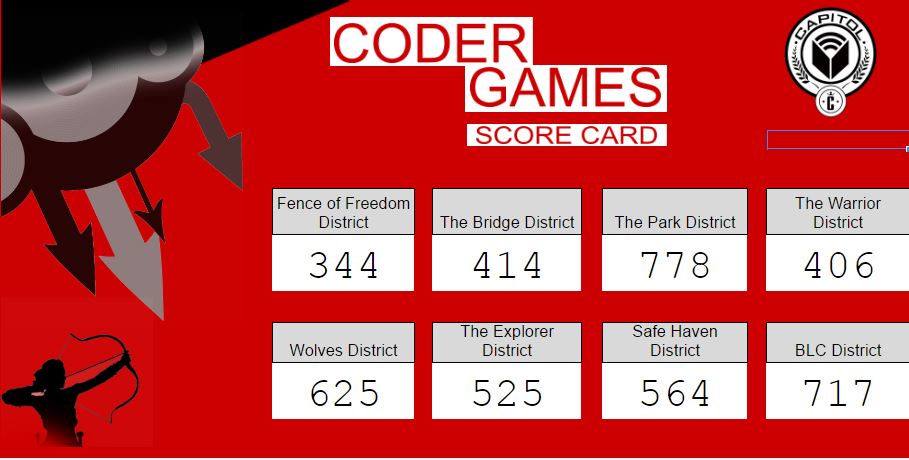 CODER
GAMES
SCORE CARD
CAPITOL
C
Fence of Freedom
District
344
The Bridge District
414
The Park District
778
The Warrior
District
406
Wolves District
625
The Explorer
District
525
Safe Haven
District
564
BLC District
717